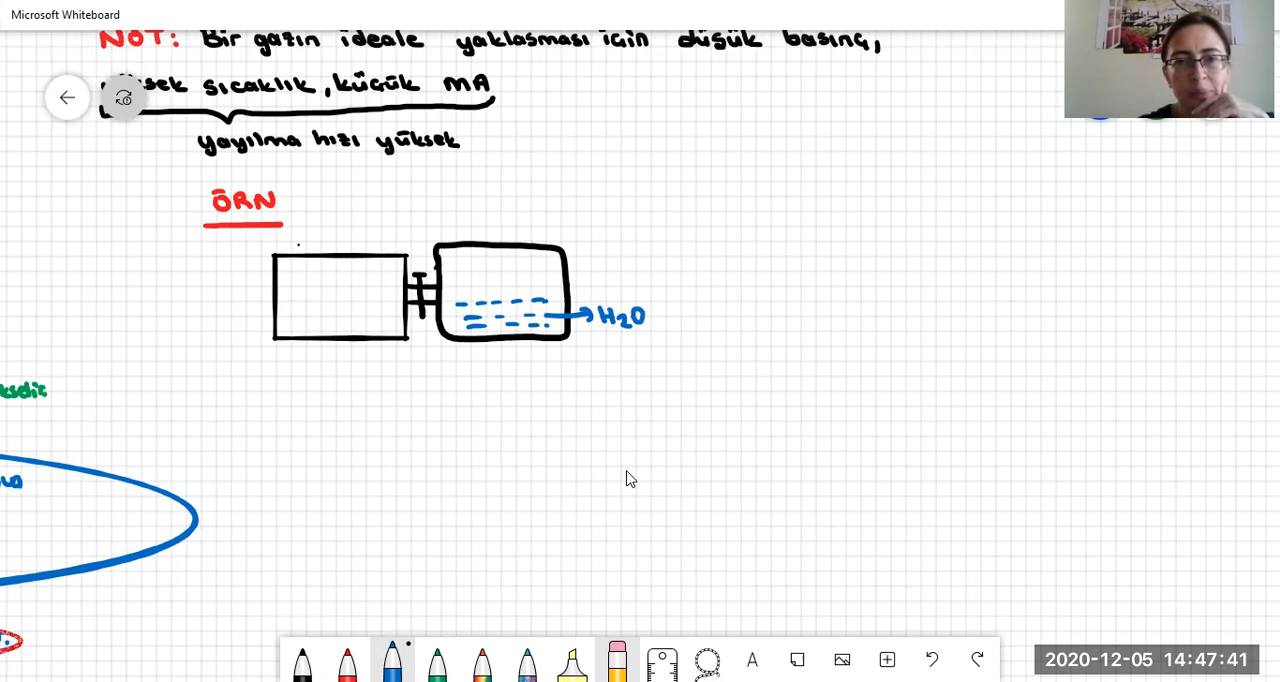 Microsoft Whiteboard
NOT: Bir gazın ideale yaklaşması için düşük basınç,
sıcaklık, küçük MA
yayılma hızı yüksek
ÖRN
H₂O
2020-12-05 14:47:41